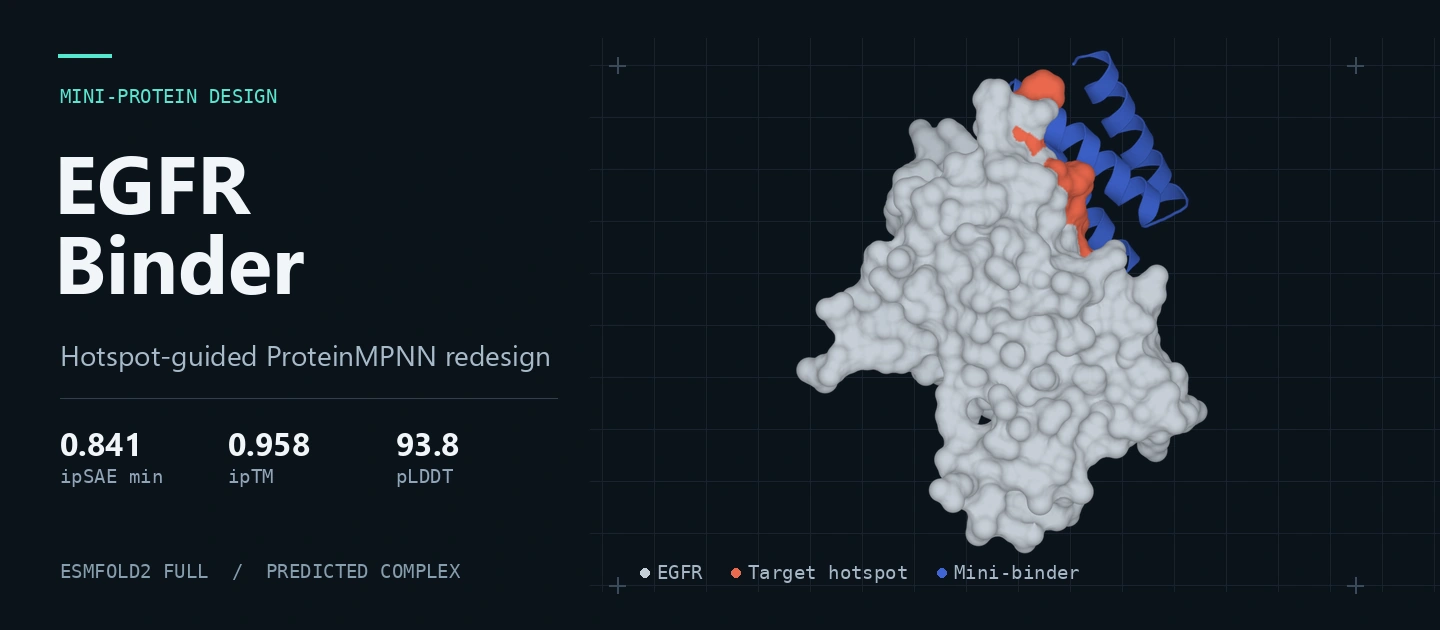 MINI-PROTEIN DESIGN
EGFR
Binder
Hotspot-guided ProteinMPNN redesign
0.841 0.958 93.8
ipSAE min ipTM pLDDT
ESMFOLD2 FULL / PREDICTED COMPLEX
EGFR Target hotspot Mini-binder